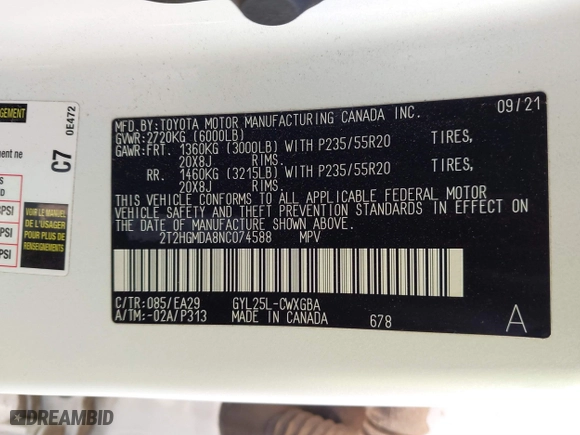 MFD.BY:TOYOTA MOTOR MANUFACTURING CANADA INC. 09/21
GVWR:2720KG (6000LB)
GAWR:FRT. 1360KG (3000LB) WITH P235/55R20 TIRES,
20X8J RIMS.
RR. 1460KG (3215LB) WITH P235/55R20 TIRES,
20X8J RIMS.
THIS VEHICLE CONFORMS TO ALL APPLICABLE FEDERAL MOTOR
VEHICLE SAFETY AND THEFT PREVENTION STANDARDS IN EFFECT ON
THE DATE OF MANUFACTURE SHOWN ABOVE.
2T2HGMDA8NC074588 MPV
C/TR:085/EA29 GYL25L-CWXGBA
A/TM:-02A/P313 MADE IN CANADA 678 A
C7
0E472
VOIR LE MANUEL
DE L'USAGER
POUR PLUS DE
RENSEIGNEMENTS
PSI
PSI
DREAMBID